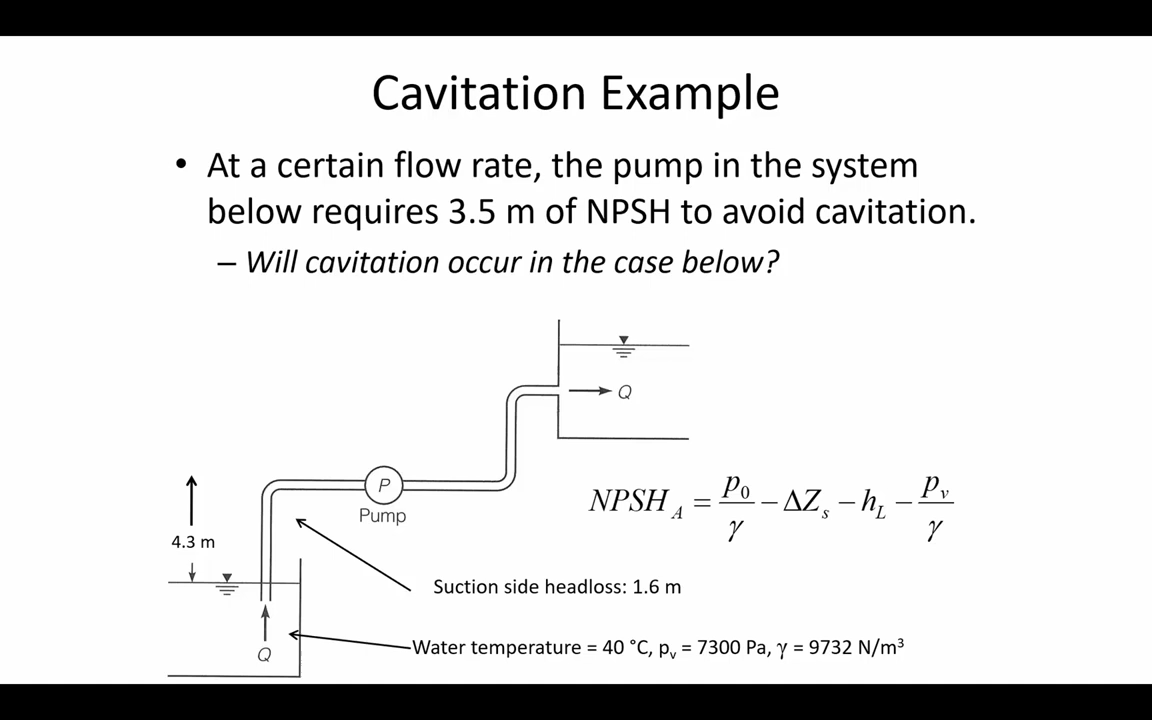 Cavitation Example
• At a certain flow rate, the pump in the system
below requires 3.5 m of NPSH to avoid cavitation.
– Will cavitation occur in the case below?
Q
P
Pump
NPSH_A = p_0/γ − ΔZ_s − h_L − p_v/γ
4.3 m
Suction side headloss: 1.6 m
Water temperature = 40 °C, p_v = 7300 Pa, γ = 9732 N/m³
Q